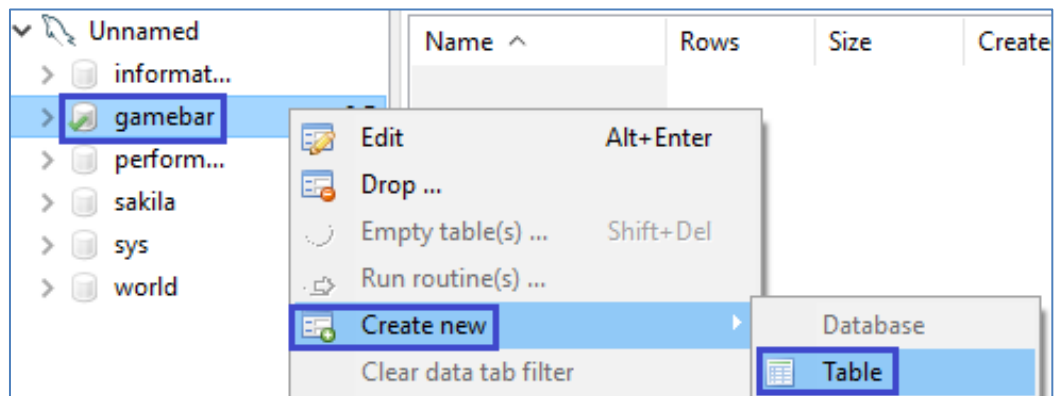 Unnamed
Name Rows Size Create
informat...
gamebar
Edit Alt+Enter
perform...
Drop ...
sakila
Empty table(s) ... Shift+Del
sys
Run routine(s) ...
world
Create new
Database
Clear data tab filter
Table